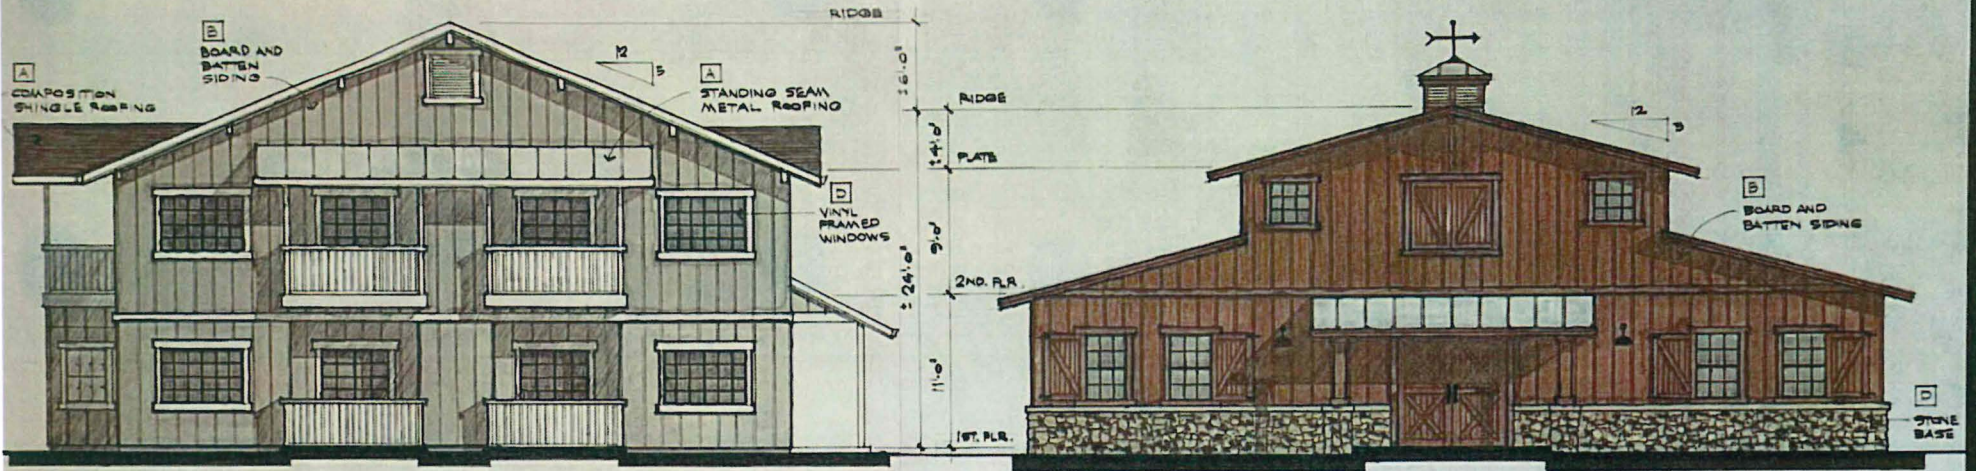 RIDGE
B
BOARD AND
BATTEN
SIDING
A
COMPOSITION
SHINGLE ROOFING
12
5
A
STANDING SEAM
METAL ROOFING
D
VINYL
FRAMED
WINDOWS
±6'-0"
± 24'-0"
RIDGE
±4'-0"
PLATE
9'-0"
2ND. FLR.
11'-0"
1ST. FLR.
12
3
B
BOARD AND
BATTEN SIDING
D
STONE
BASE